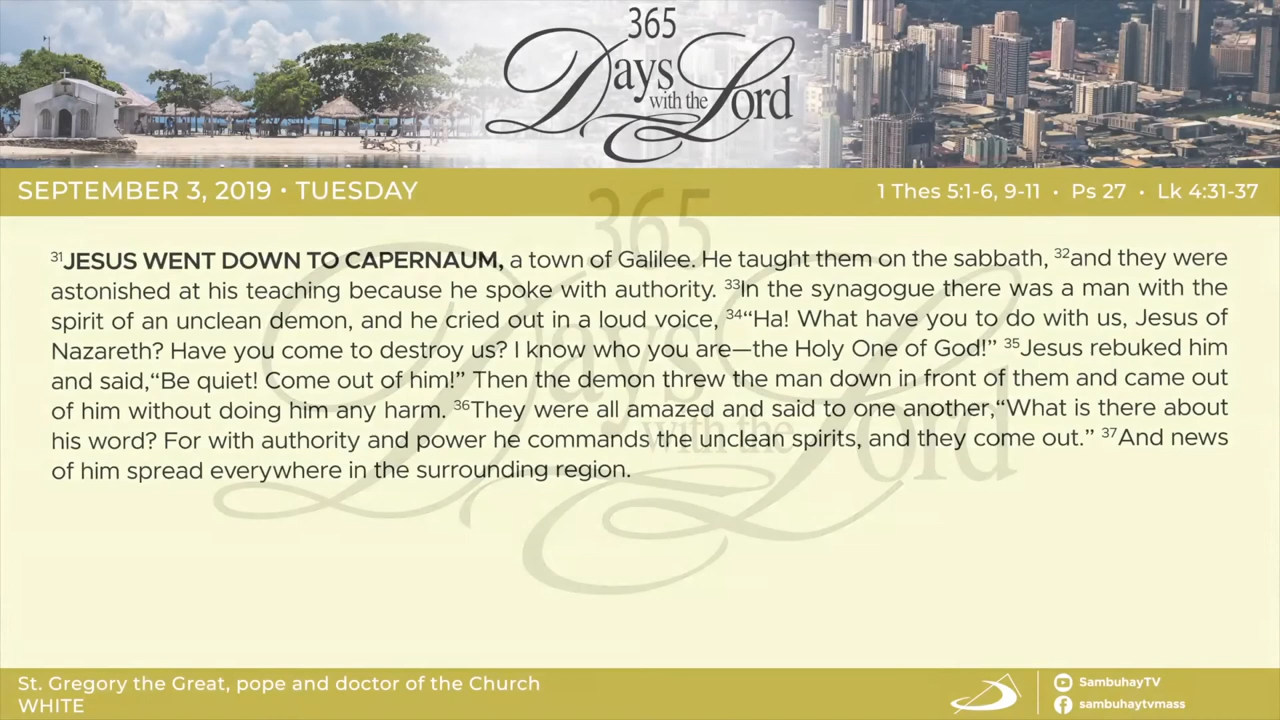 365
Days with the Lord
SEPTEMBER 3, 2019 • TUESDAY
1 Thes 5:1-6, 9-11 • Ps 27 • Lk 4:31-37
365
Days with the Lord
31JESUS WENT DOWN TO CAPERNAUM, a town of Galilee. He taught them on the sabbath, 32and they were
astonished at his teaching because he spoke with authority. 33In the synagogue there was a man with the
spirit of an unclean demon, and he cried out in a loud voice, 34“Ha! What have you to do with us, Jesus of
Nazareth? Have you come to destroy us? I know who you are—the Holy One of God!” 35Jesus rebuked him
and said,“Be quiet! Come out of him!” Then the demon threw the man down in front of them and came out
of him without doing him any harm. 36They were all amazed and said to one another,“What is there about
his word? For with authority and power he commands the unclean spirits, and they come out.” 37And news
of him spread everywhere in the surrounding region.
St. Gregory the Great, pope and doctor of the Church
WHITE
SambuhayTV
sambuhaytvmass